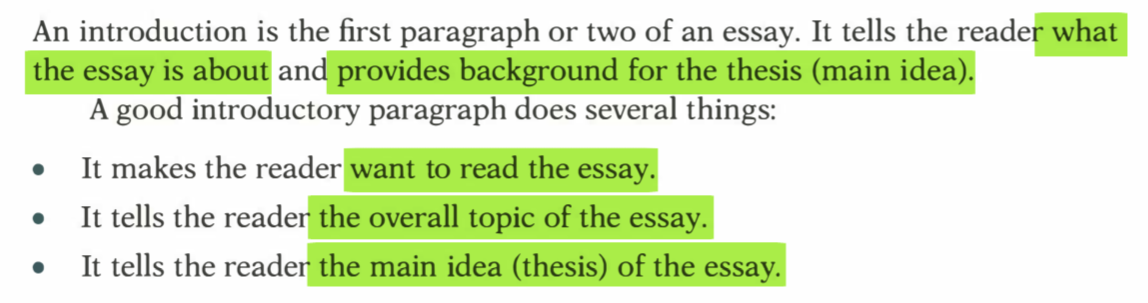 An introduction is the first paragraph or two of an essay. It tells the reader what
the essay is about and provides background for the thesis (main idea).
A good introductory paragraph does several things:
• It makes the reader want to read the essay.
• It tells the reader the overall topic of the essay.
• It tells the reader the main idea (thesis) of the essay.